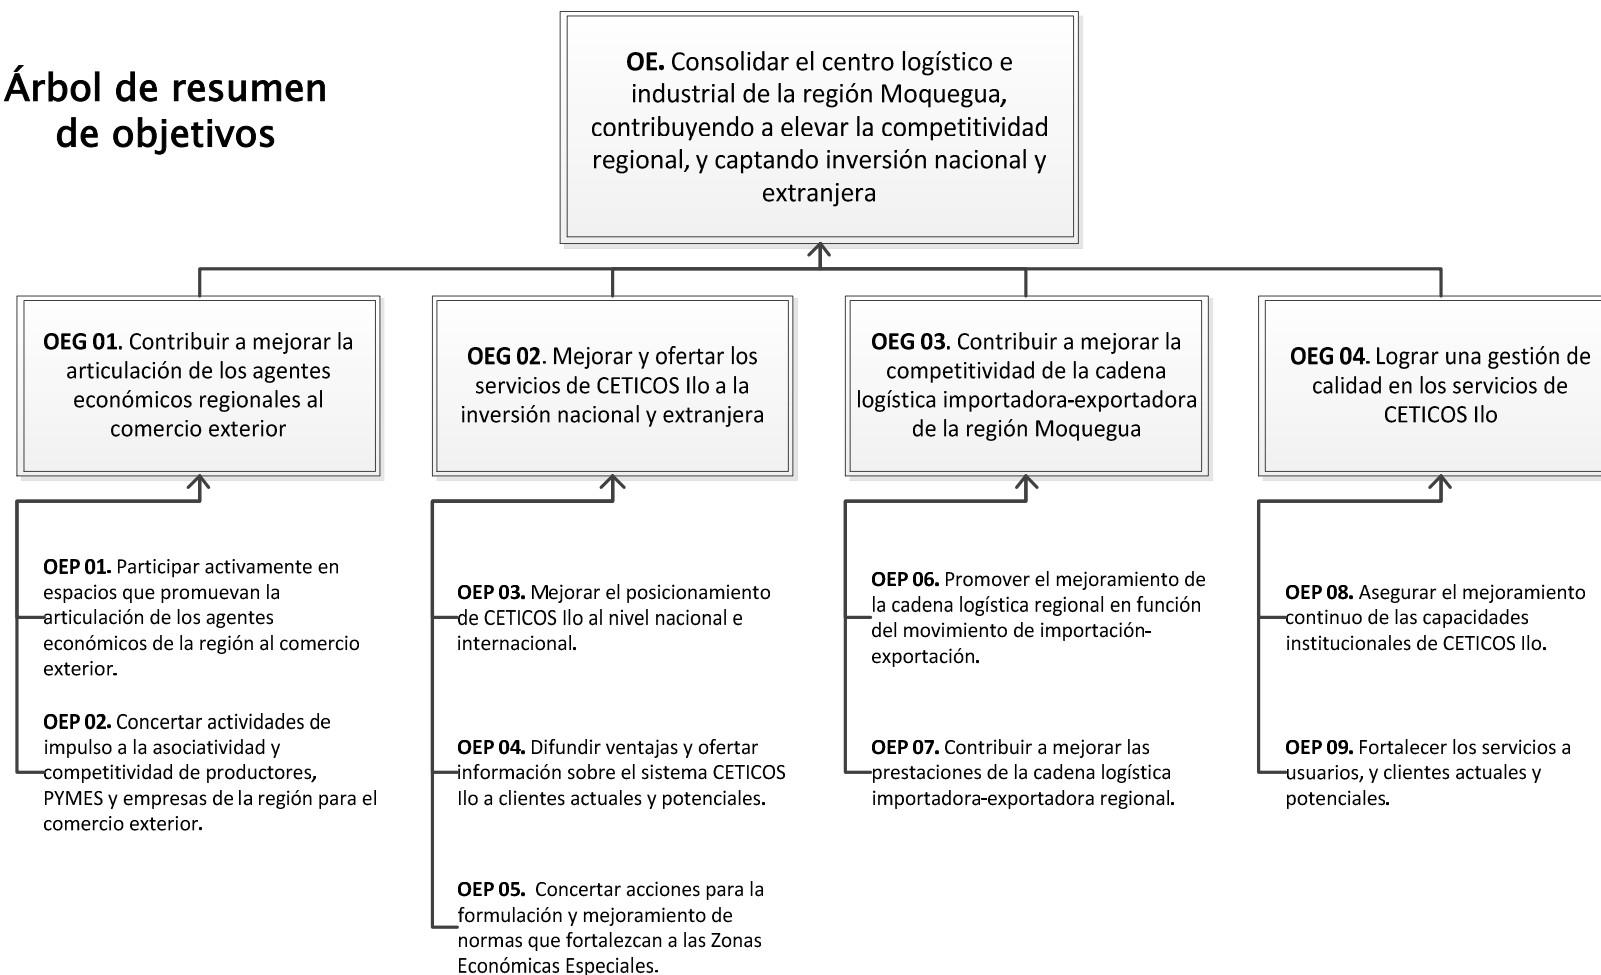 Árbol de resumen
de objetivos
OE. Consolidar el centro logístico e
industrial de la región Moquegua,
contribuyendo a elevar la competitividad
regional, y captando inversión nacional y
extranjera
OEG 01. Contribuir a mejorar la
articulación de los agentes
económicos regionales al
comercio exterior
OEG 02. Mejorar y ofertar los
servicios de CETICOS Ilo a la
inversión nacional y extranjera
OEG 03. Contribuir a mejorar la
competitividad de la cadena
logística importadora-exportadora
de la región Moquegua
OEG 04. Lograr una gestión de
calidad en los servicios de
CETICOS Ilo
OEP 01. Participar activamente en
espacios que promuevan la
articulación de los agentes
económicos de la región al comercio
exterior.
OEP 02. Concertar actividades de
impulso a la asociatividad y
competitividad de productores,
PYMES y empresas de la región para el
comercio exterior.
OEP 03. Mejorar el posicionamiento
de CETICOS Ilo al nivel nacional e
internacional.
OEP 04. Difundir ventajas y ofertar
información sobre el sistema CETICOS
Ilo a clientes actuales y potenciales.
OEP 05. Concertar acciones para la
formulación y mejoramiento de
normas que fortalezcan a las Zonas
Económicas Especiales.
OEP 06. Promover el mejoramiento de
la cadena logística regional en función
del movimiento de importación-
exportación.
OEP 07. Contribuir a mejorar las
prestaciones de la cadena logística
importadora-exportadora regional.
OEP 08. Asegurar el mejoramiento
continuo de las capacidades
institucionales de CETICOS Ilo.
OEP 09. Fortalecer los servicios a
usuarios, y clientes actuales y
potenciales.